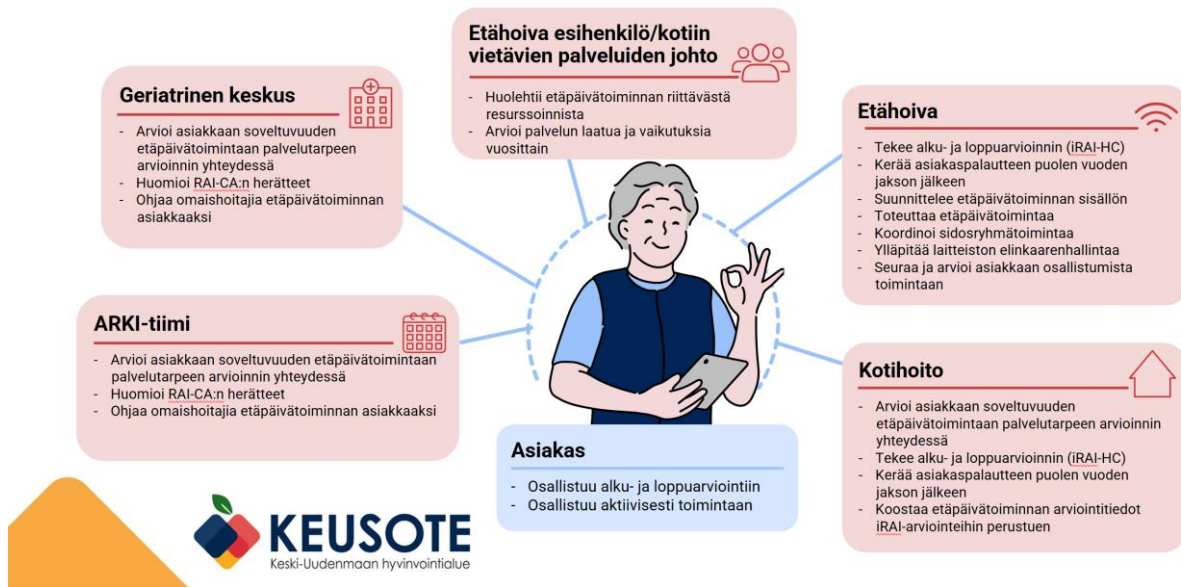 Etähoiva esihenkilö/kotiin
vietävien palveluiden johto
- Huolehtii etäpäivätoiminnan riittävästä
resurssoinnista
- Arvioi palvelun laatua ja vaikutuksia
vuosittain
Geriatrinen keskus
- Arvioi asiakkaan soveltuvuuden
etäpäivätoimintaan palvelutarpeen
arvioinnin yhteydessä
- Huomioi RAI-CA:n herätteet
- Ohjaa omaishoitajia etäpäivätoiminnan
asiakkaaksi
Etähoiva
- Tekee alku- ja loppuarvioinnin (iRAI-HC)
- Kerää asiakaspalautteen puolen vuoden
jakson jälkeen
- Suunnittelee etäpäivätoiminnan sisällön
- Toteuttaa etäpäivätoimintaa
- Koordinoi sidosryhmätoimintaa
- Ylläpitää laitteiston elinkaarenhallintaa
- Seuraa ja arvioi asiakkaan osallistumista
toimintaan
ARKI-tiimi
- Arvioi asiakkaan soveltuvuuden etäpäivätoimintaan
palvelutarpeen arvioinnin yhteydessä
- Huomioi RAI-CA:n herätteet
- Ohjaa omaishoitajia etäpäivätoiminnan asiakkaaksi
Kotihoito
- Arvioi asiakkaan soveltuvuuden
etäpäivätoimintaan palvelutarpeen arvioinnin
yhteydessä
- Tekee alku- ja loppuarvioinnin (iRAI-HC)
- Kerää asiakaspalautteen puolen vuoden
jakson jälkeen
- Koostaa etäpäivätoiminnan arviointitiedot
iRAI-arviointeihin perustuen
Asiakas
- Osallistuu alku- ja loppuarviointiin
- Osallistuu aktiivisesti toimintaan
KEUSOTE
Keski-Uudenmaan hyvinvointialue